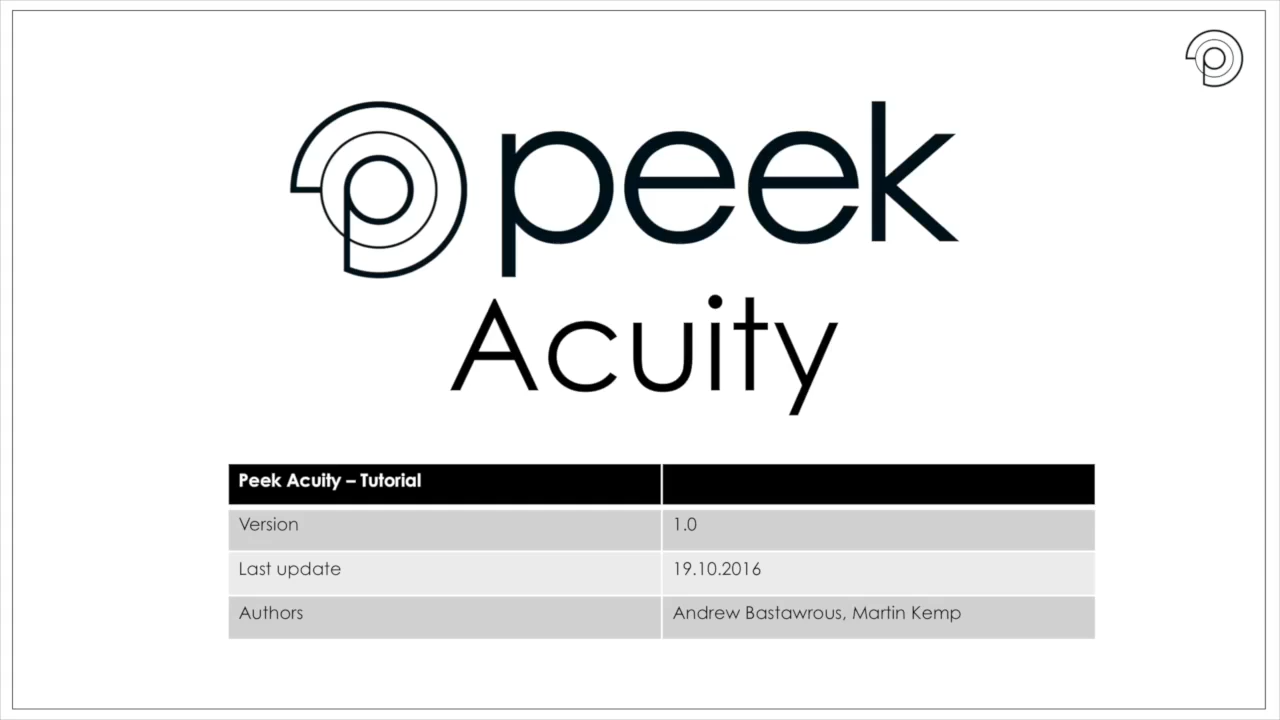 peek
Acuity
Peek Acuity – Tutorial
Version 1.0
Last update 19.10.2016
Authors Andrew Bastawrous, Martin Kemp